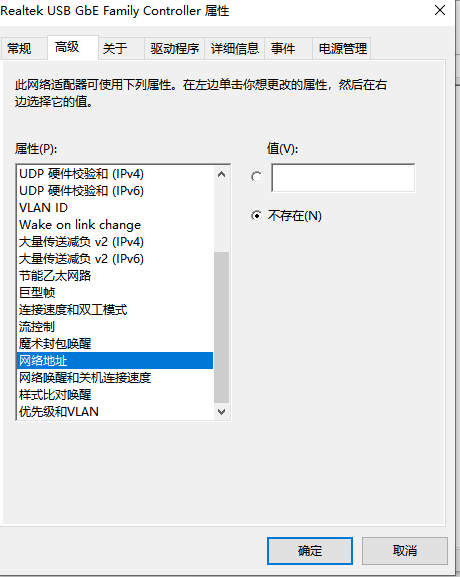 Realtek USB GbE Family Controller 属性
常规 高级 关于 驱动程序 详细信息 事件 电源管理
此网络适配器可使用下列属性。在左边单击你想更改的属性，然后在右
边选择它的值。
属性(P): 值(V):
UDP 硬件校验和 (IPv4)
UDP 硬件校验和 (IPv6)
VLAN ID
Wake on link change
大量传送减负 v2 (IPv4)
大量传送减负 v2 (IPv6)
节能乙太网路
巨型帧
连接速度和双工模式
流控制
魔术封包唤醒
网络地址
网络唤醒和关机连接速度
样式比对唤醒
优先级和VLAN
不存在(N)
确定 取消